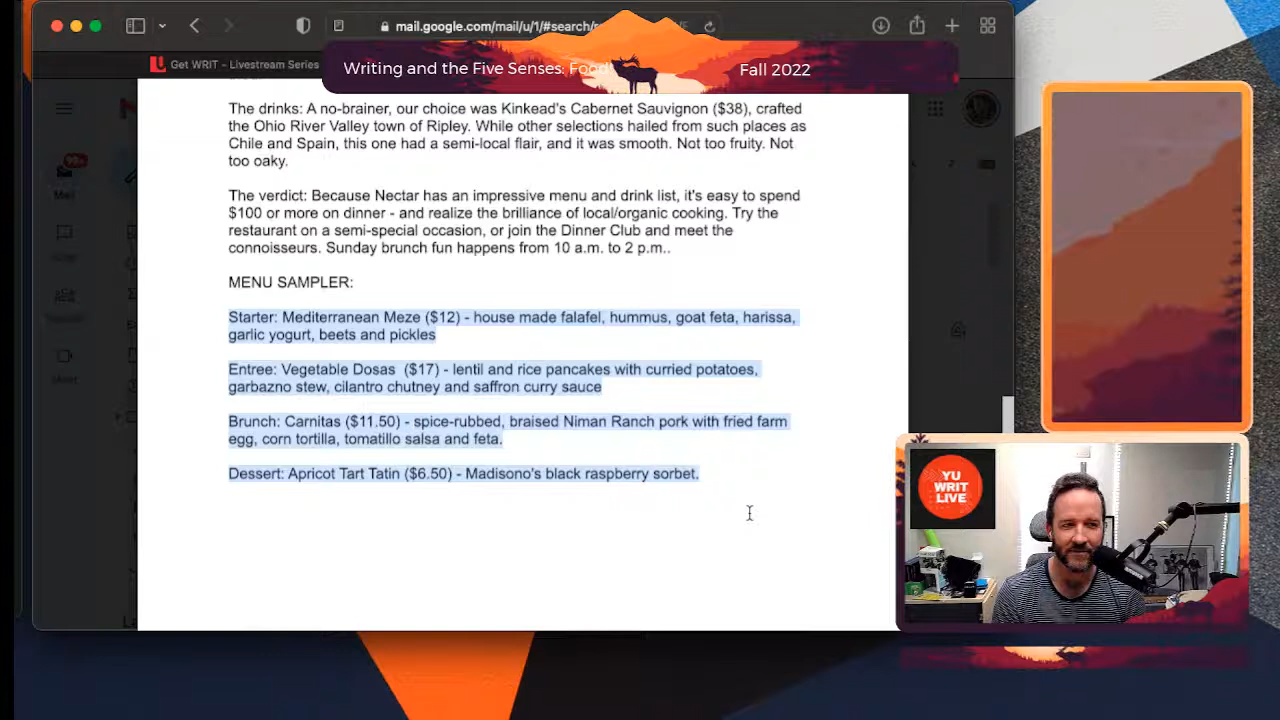 mail.google.com/mail/u/1/#search/
Get WRIT – Livestream Series
Writing and the Five Senses: Food!
Fall 2022
The drinks: A no-brainer, our choice was Kinkead's Cabernet Sauvignon ($38), crafted
the Ohio River Valley town of Ripley. While other selections hailed from such places as
Chile and Spain, this one had a semi-local flair, and it was smooth. Not too fruity. Not
too oaky.
The verdict: Because Nectar has an impressive menu and drink list, it's easy to spend
$100 or more on dinner - and realize the brilliance of local/organic cooking. Try the
restaurant on a semi-special occasion, or join the Dinner Club and meet the
connoisseurs. Sunday brunch fun happens from 10 a.m. to 2 p.m..
MENU SAMPLER:
Starter: Mediterranean Meze ($12) - house made falafel, hummus, goat feta, harissa,
garlic yogurt, beets and pickles
Entree: Vegetable Dosas ($17) - lentil and rice pancakes with curried potatoes,
garbazno stew, cilantro chutney and saffron curry sauce
Brunch: Carnitas ($11.50) - spice-rubbed, braised Niman Ranch pork with fried farm
egg, corn tortilla, tomatillo salsa and feta.
Dessert: Apricot Tart Tatin ($6.50) - Madisono's black raspberry sorbet.
99+
Mail
Meet
YU
WRIT
LIVE